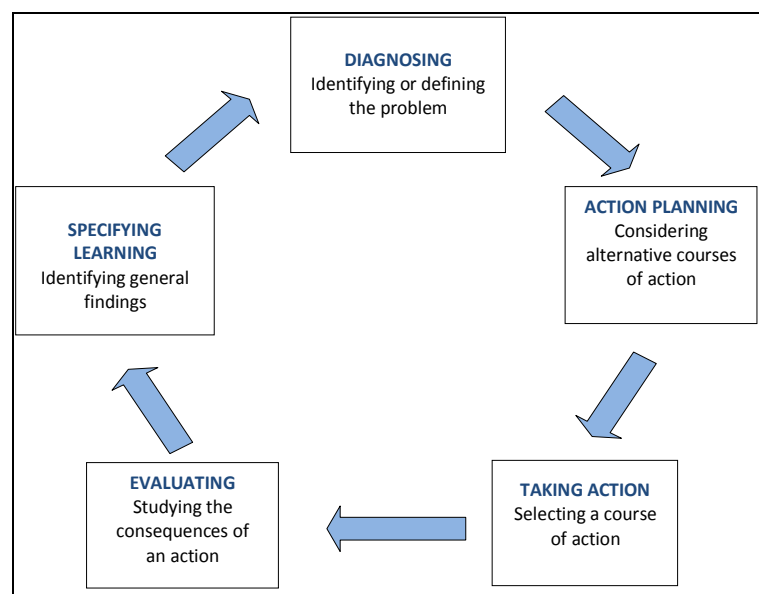 DIAGNOSING
Identifying or defining
the problem
ACTION PLANNING
Considering
alternative courses
of action
TAKING ACTION
Selecting a course
of action
EVALUATING
Studying the
consequences of
an action
SPECIFYING
LEARNING
Identifying general
findings